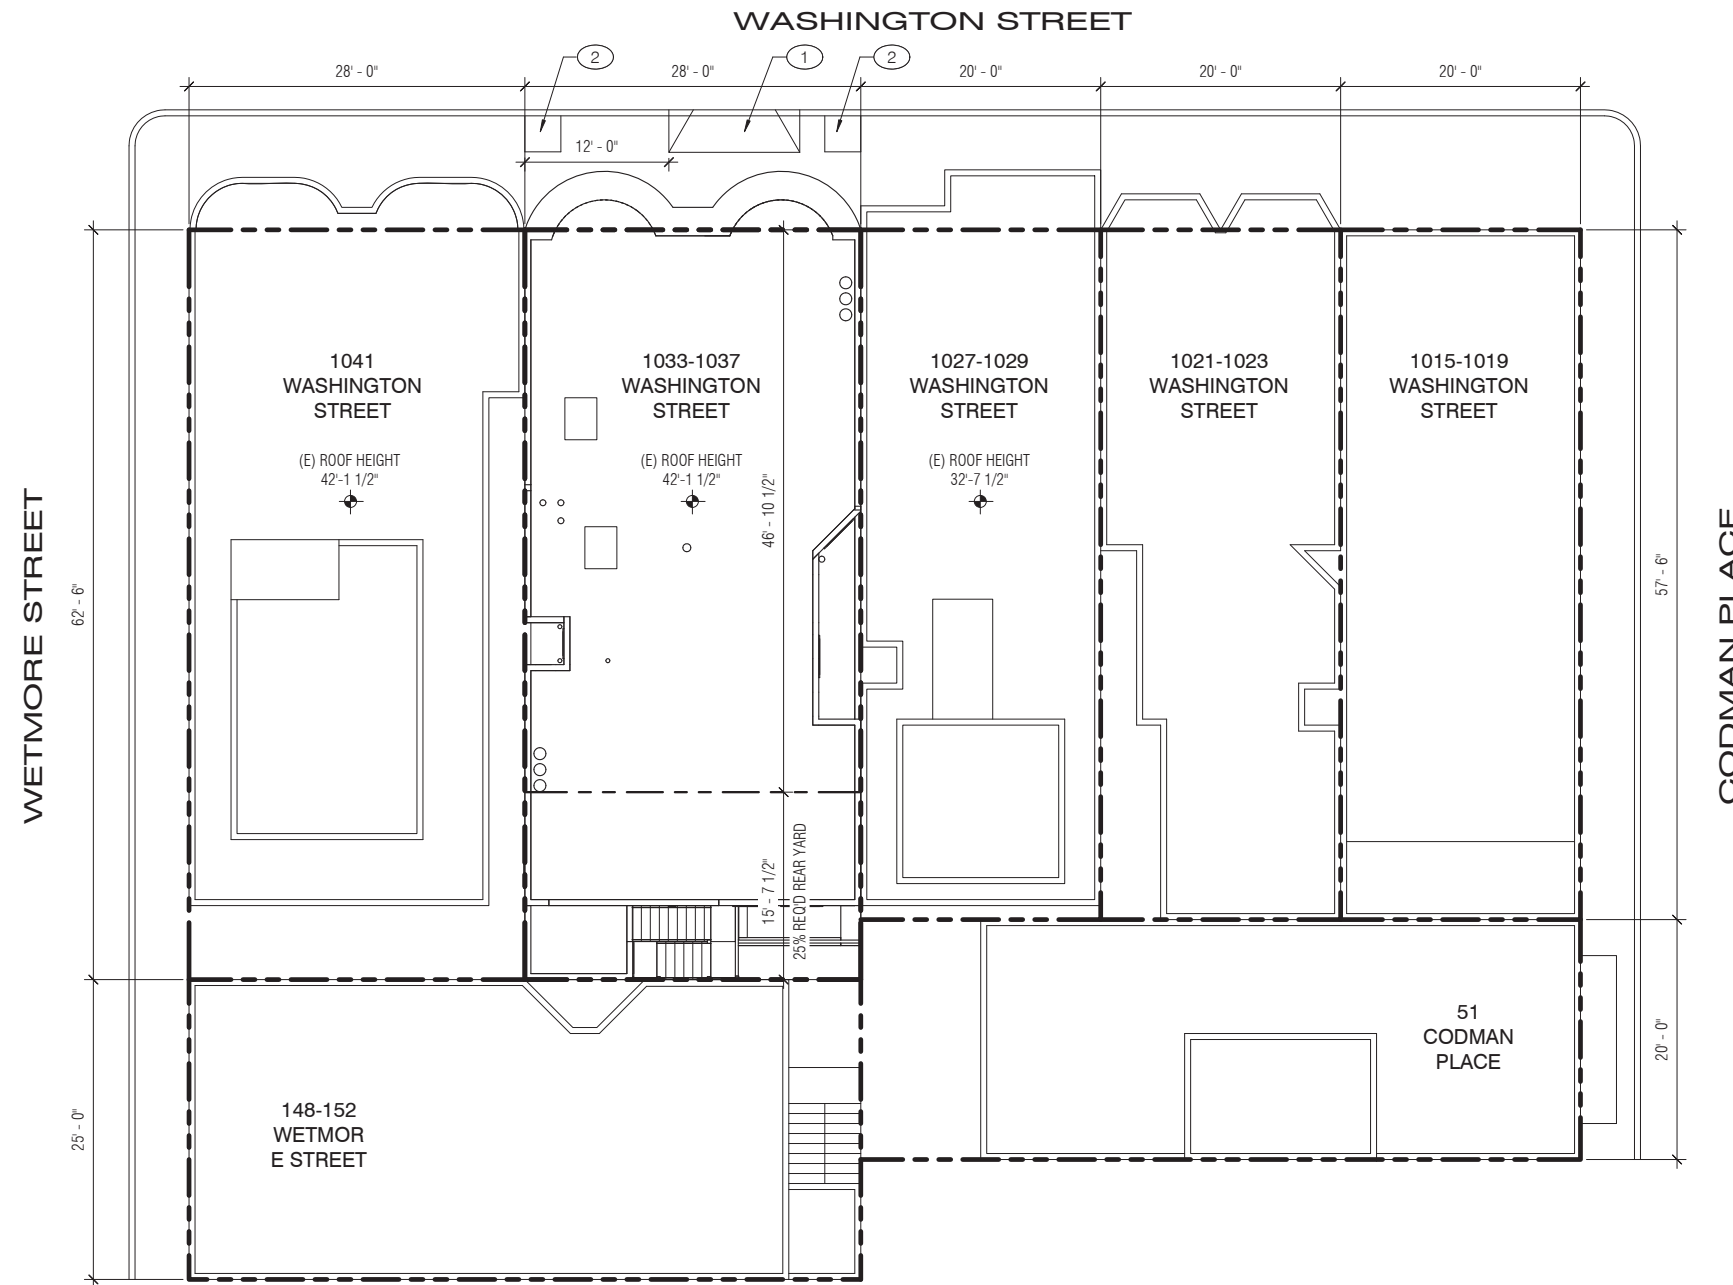 WASHINGTON STREET
2
1
2
28' - 0"
28' - 0"
20' - 0"
20' - 0"
20' - 0"
12' - 0"
1041
WASHINGTON
STREET
(E) ROOF HEIGHT
42'-1 1/2"
1033-1037
WASHINGTON
STREET
(E) ROOF HEIGHT
42'-1 1/2"
1027-1029
WASHINGTON
STREET
(E) ROOF HEIGHT
32'-7 1/2"
1021-1023
WASHINGTON
STREET
1015-1019
WASHINGTON
STREET
WETMORE STREET
62' - 6"
46' - 10 1/2"
57' - 6"
CODMAN PLACE
15' - 7 1/2"
25% REQ'D REAR YARD
25' - 0"
148-152
WETMOR
E STREET
51
CODMAN
PLACE
20' - 0"